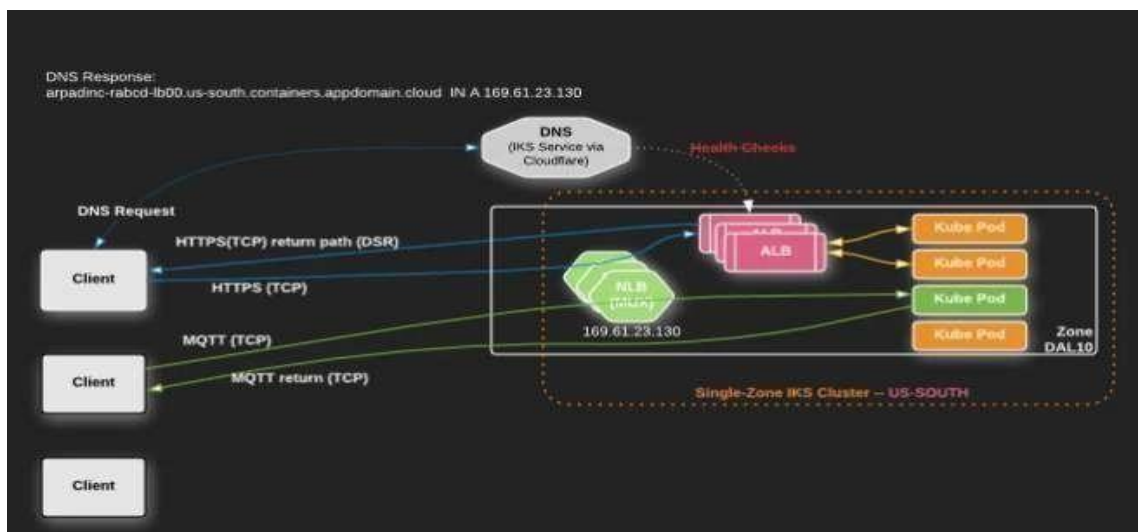 DNS Response:
arpadinc-rabcd-lb00.us-south.containers.appdomain.cloud IN A 169.61.23.130
DNS
(IKS Service via
Cloudflare)
Health Checks
DNS Request
HTTPS(TCP) return path (DSR)
Client
HTTPS (TCP)
ALB
ALB
Kube Pod
Kube Pod
NLB
(MUX)
169.61.23.130
Kube Pod
Kube Pod
Zone
DAL10
MQTT (TCP)
Client
MQTT return (TCP)
Single-Zone IKS Cluster – US-SOUTH
Client